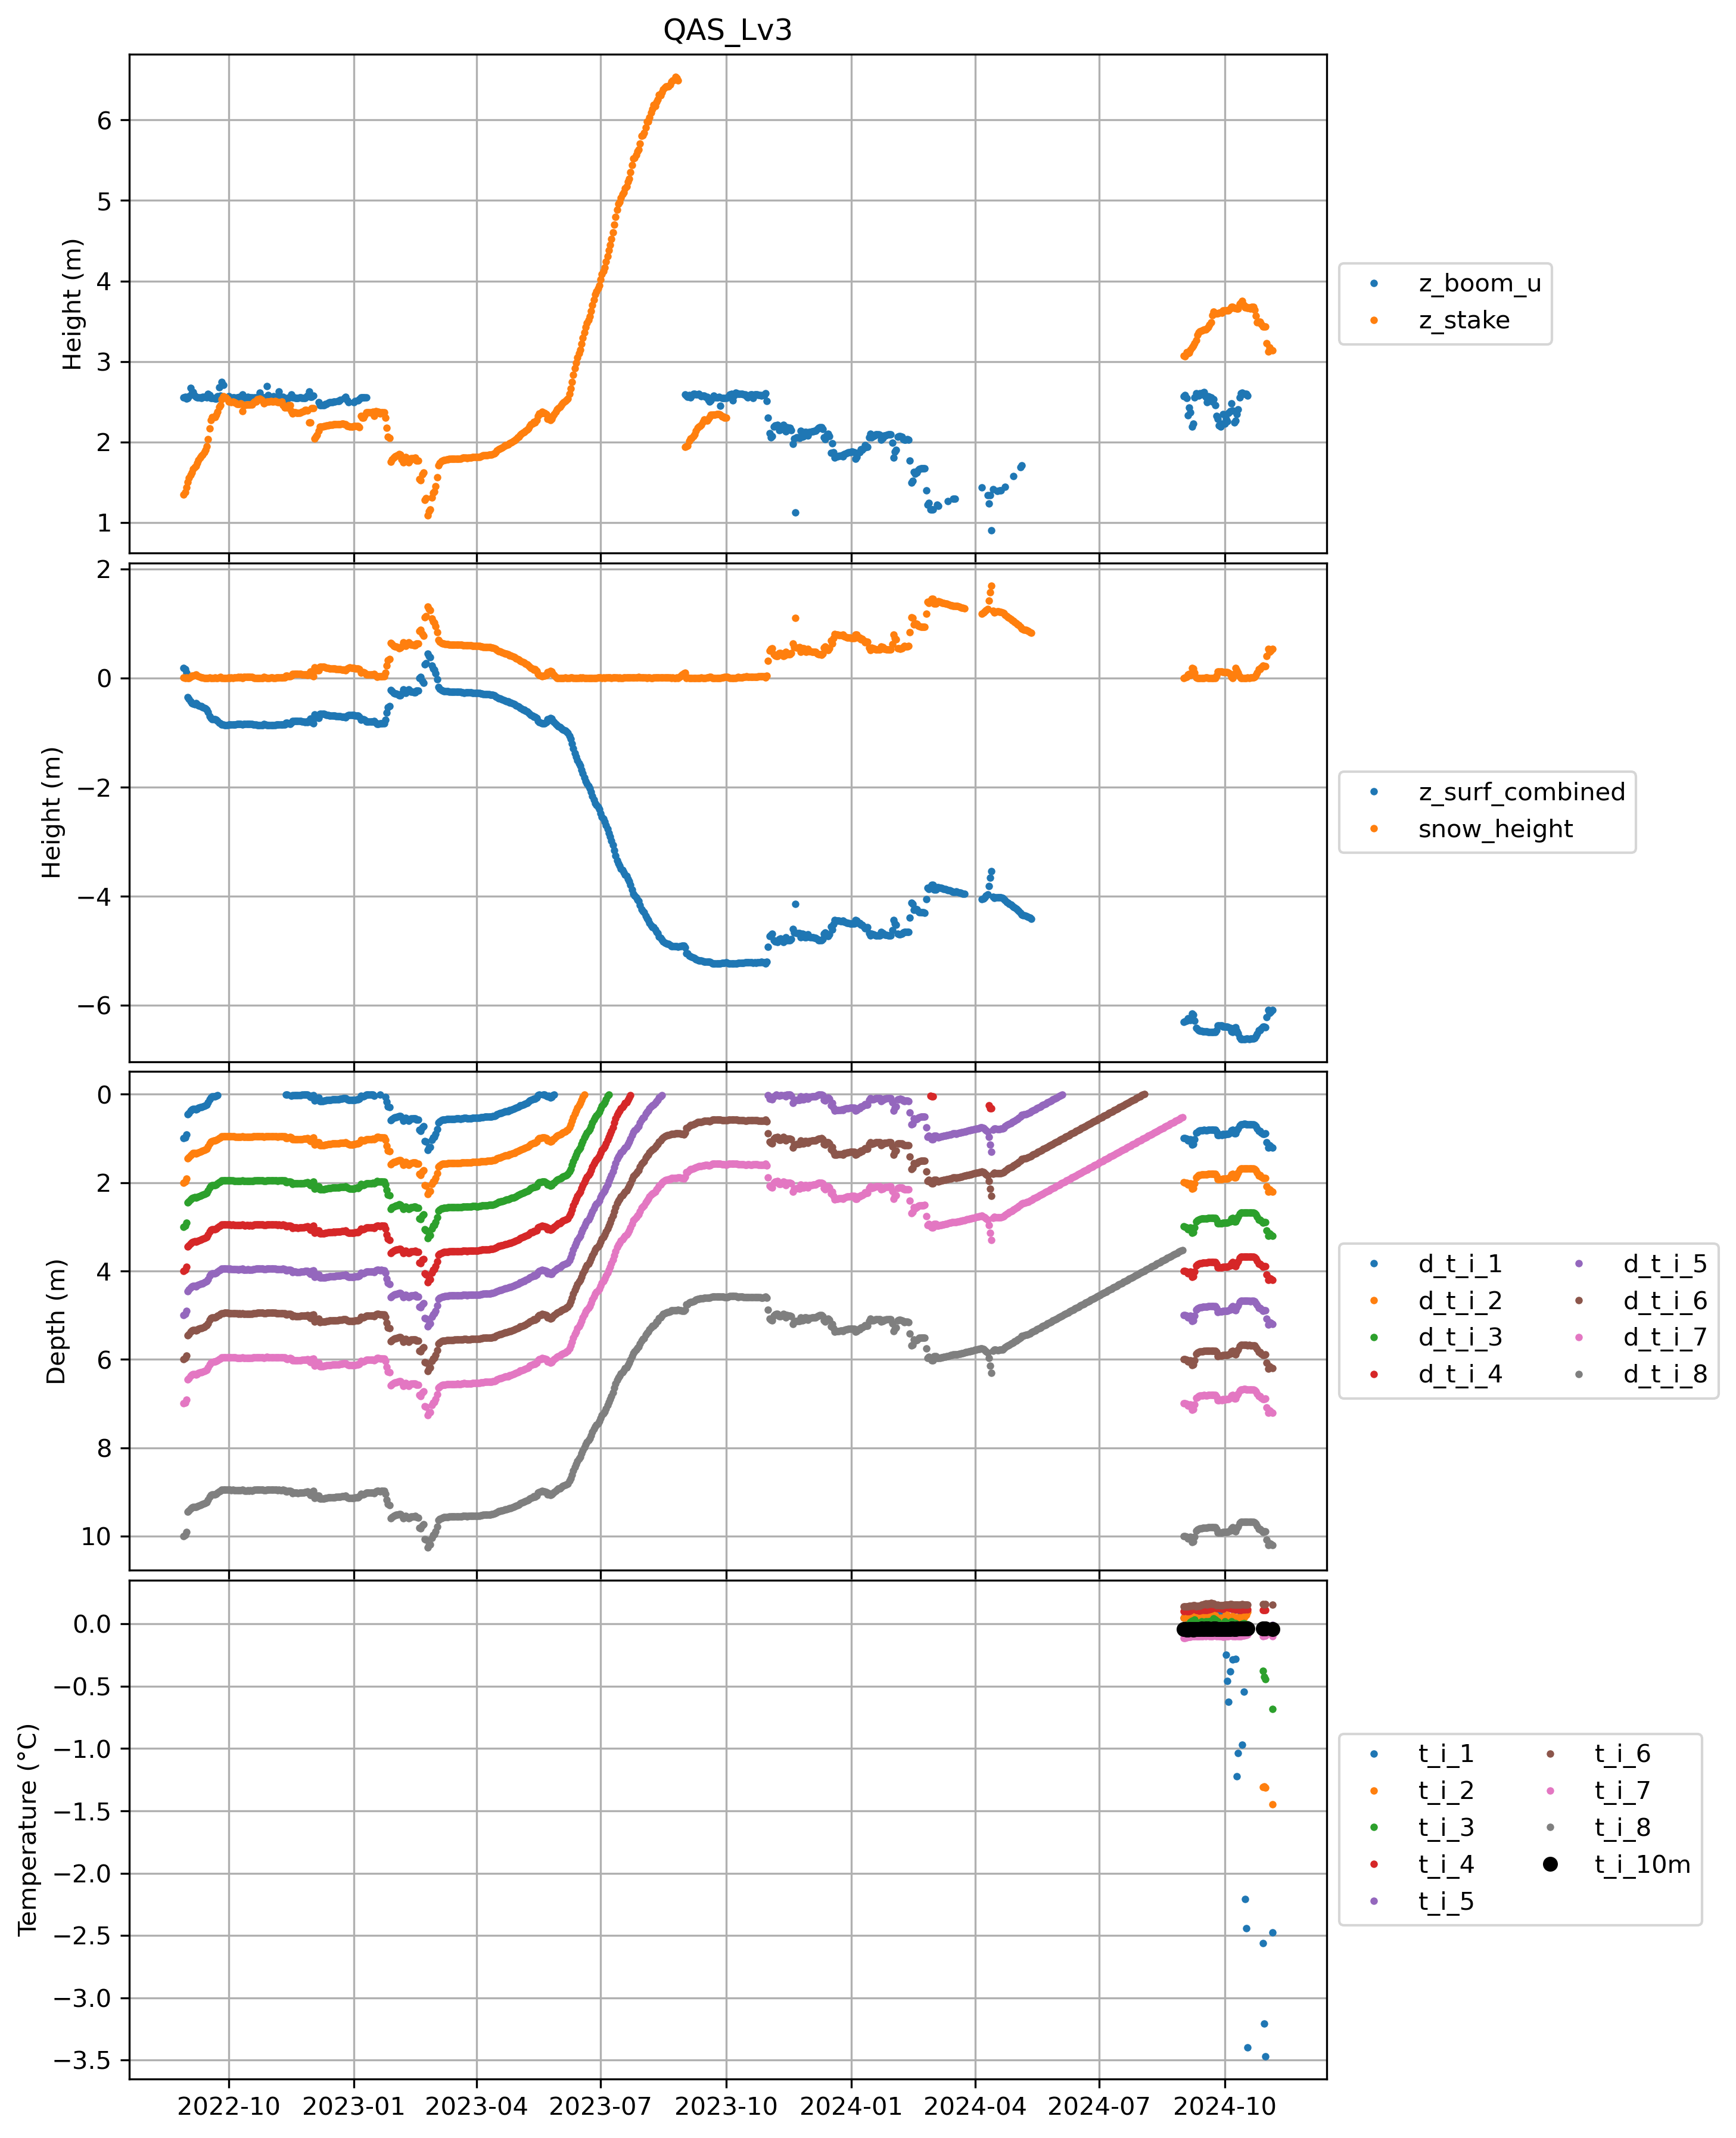 QAS_Lv3
Height (m)
6
5
4
3
2
1
z_boom_u
z_stake
Height (m)
2
0
−2
−4
−6
z_surf_combined
snow_height
Depth (m)
0
2
4
6
8
10
d_t_i_1 d_t_i_5
d_t_i_2 d_t_i_6
d_t_i_3 d_t_i_7
d_t_i_4 d_t_i_8
Temperature (°C)
0.0
−0.5
−1.0
−1.5
−2.0
−2.5
−3.0
−3.5
t_i_1 t_i_6
t_i_2 t_i_7
t_i_3 t_i_8
t_i_4 t_i_10m
t_i_5
2022-10 2023-01 2023-04 2023-07 2023-10 2024-01 2024-04 2024-07 2024-10